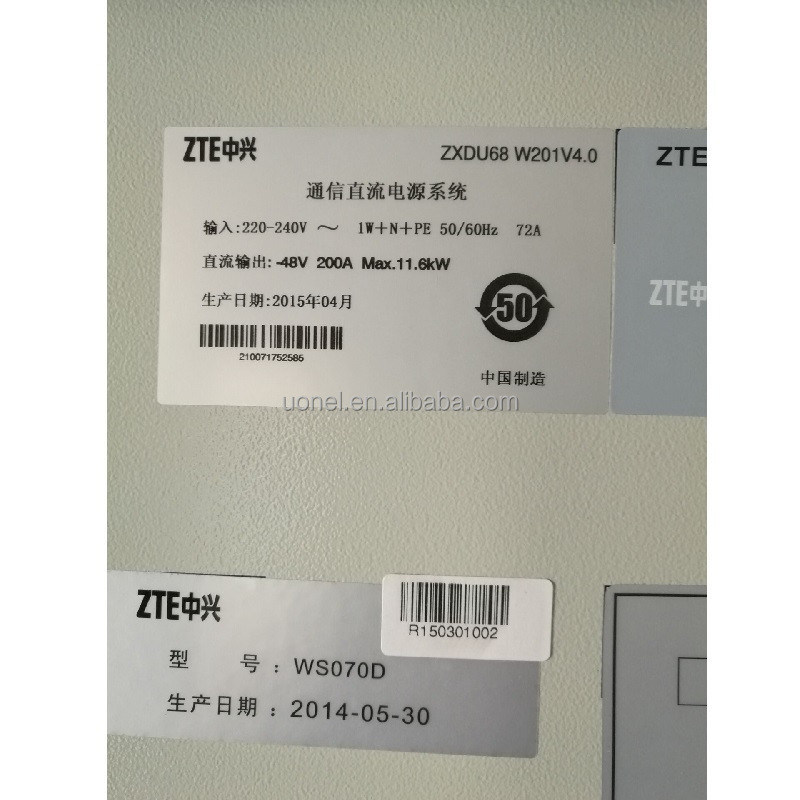 ZTE中兴 ZXDU68 W201V4.0
通信直流电源系统
输入:220-240V ～ 1W+N+PE 50/60Hz 72A
直流输出: -48V 200A Max.11.6kW
生产日期:2015年04月
50
210071752585
中国制造
ZTE
ZTE中
uonel.en.alibaba.com
ZTE中兴
R150301002
型 号：WS070D
生产日期：2014-05-30